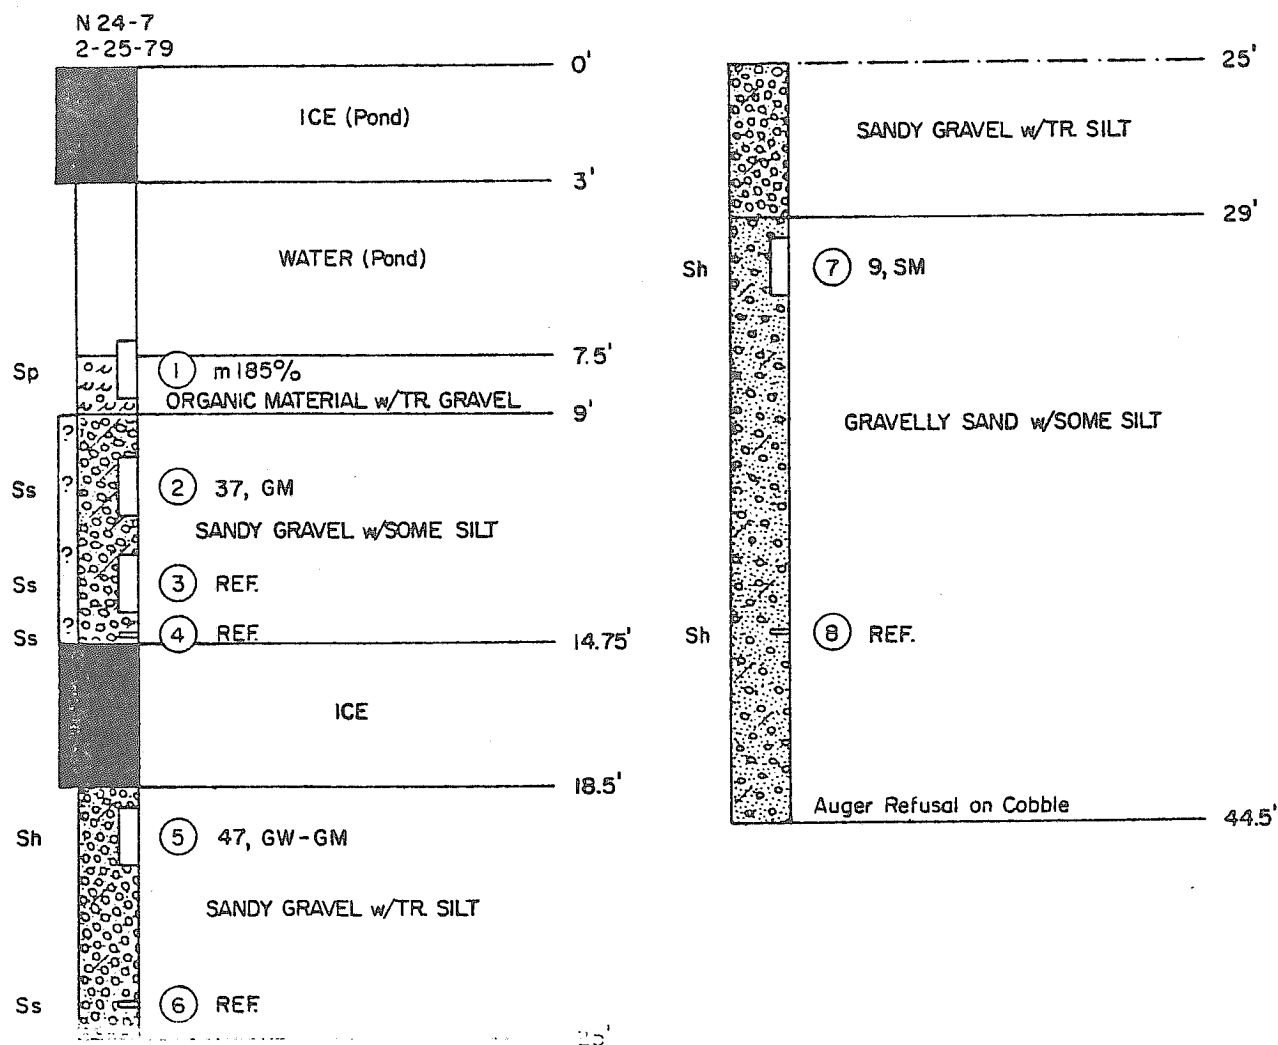 N 24-7
2-25-79
0'
ICE (Pond)
3'
WATER (Pond)
7.5'
Sp 1 m 185%
ORGANIC MATERIAL w/TR. GRAVEL
9'
?
Ss ? 2 37, GM
SANDY GRAVEL w/SOME SILT
?
Ss 3 REF.
Ss ? 4 REF.
14.75'
ICE
18.5'
Sh 5 47, GW-GM
SANDY GRAVEL w/TR. SILT
Ss 6 REF.
25'
25'
SANDY GRAVEL w/TR. SILT
29'
Sh 7 9, SM
GRAVELLY SAND w/SOME SILT
Sh 8 REF.
Auger Refusal on Cobble
44.5'